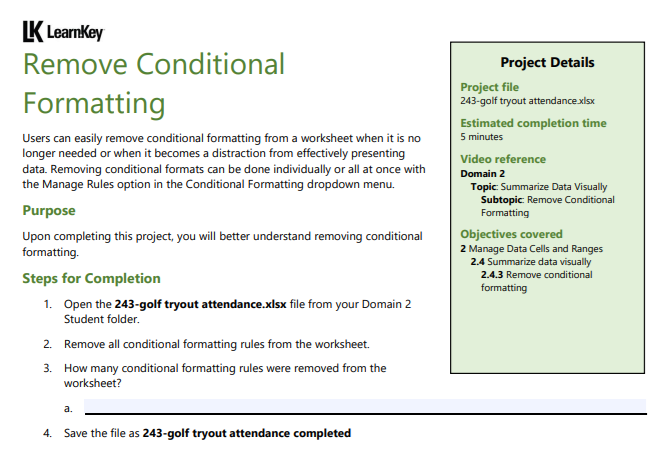 LK LearnKey
Remove Conditional
Formatting
Users can easily remove conditional formatting from a worksheet when it is no
longer needed or when it becomes a distraction from effectively presenting
data. Removing conditional formats can be done individually or all at once with
the Manage Rules option in the Conditional Formatting dropdown menu.
Purpose
Upon completing this project, you will better understand removing conditional
formatting.
Steps for Completion
1. Open the 243-golf tryout attendance.xlsx file from your Domain 2
Student folder.
2. Remove all conditional formatting rules from the worksheet.
3. How many conditional formatting rules were removed from the
worksheet?
a.
4. Save the file as 243-golf tryout attendance completed
Project Details
Project file
243-golf tryout attendance.xlsx
Estimated completion time
5 minutes
Video reference
Domain 2
Topic: Summarize Data Visually
Subtopic: Remove Conditional
Formatting
Objectives covered
2 Manage Data Cells and Ranges
2.4 Summarize data visually
2.4.3 Remove conditional
formatting